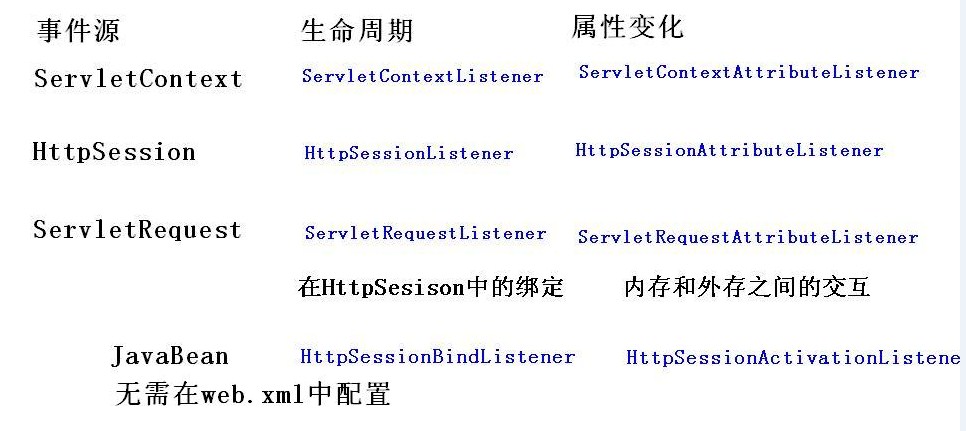 事件源 生命周期 属性变化
ServletContext ServletContextListener ServletContextAttributeListener
HttpSession HttpSessionListener HttpSessionAttributeListener
ServletRequest ServletRequestListener ServletRequestAttributeListener
在HttpSesison中的绑定 内存和外存之间的交互
JavaBean HttpSessionBindListener HttpSessionActivationListene
无需在web.xml中配置